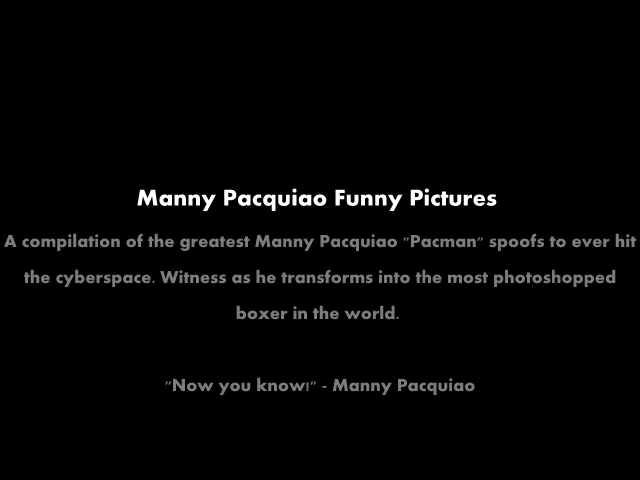 Manny Pacquiao Funny Pictures
A compilation of the greatest Manny Pacquiao "Pacman" spoofs to ever hit
the cyberspace. Witness as he transforms into the most photoshopped
boxer in the world.
"Now you know!" - Manny Pacquiao